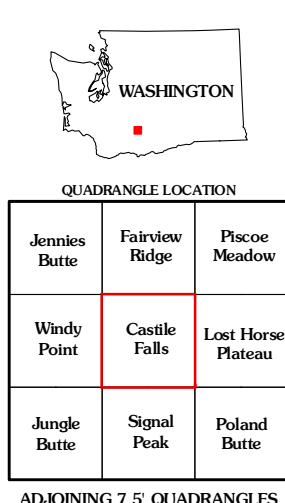 WASHINGTON
QUADRANGLE LOCATION
Jennies
Butte
Fairview
Ridge
Piscoe
Meadow
Windy
Point
Castile
Falls
Lost Horse
Plateau
Jungle
Butte
Signal
Peak
Poland
Butte
ADJOINING 7.5' QUADRANGLES